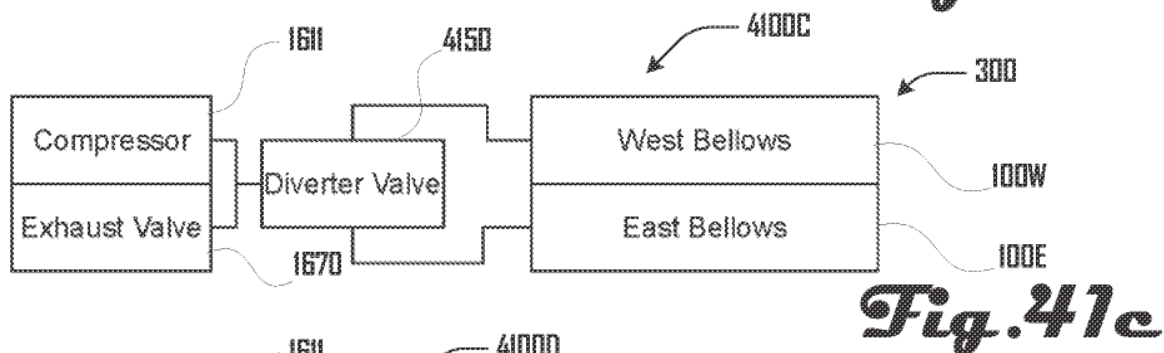 1611 4150 4100C
300
Compressor West Bellows
Diverter Valve 100W
Exhaust Valve East Bellows
1670 100E
Fig.41c
1611 4100D